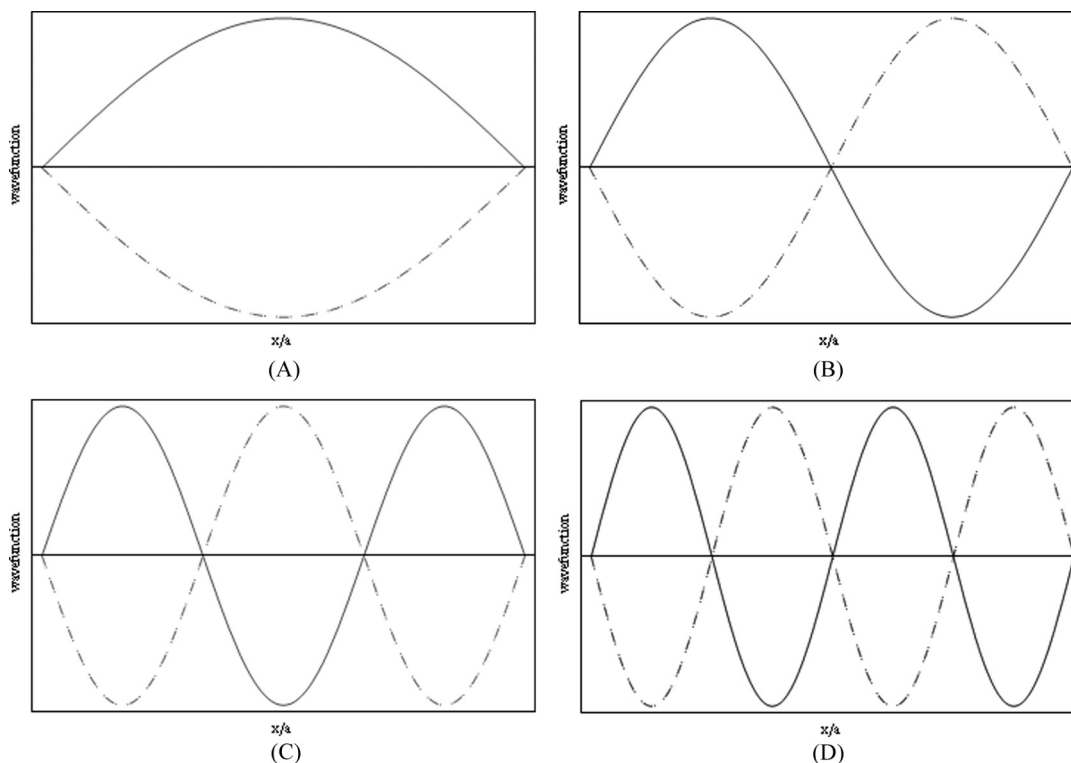 wavefunction
x/a
(A)
wavefunction
x/a
(B)
wavefunction
x/a
(C)
wavefunction
x/a
(D)